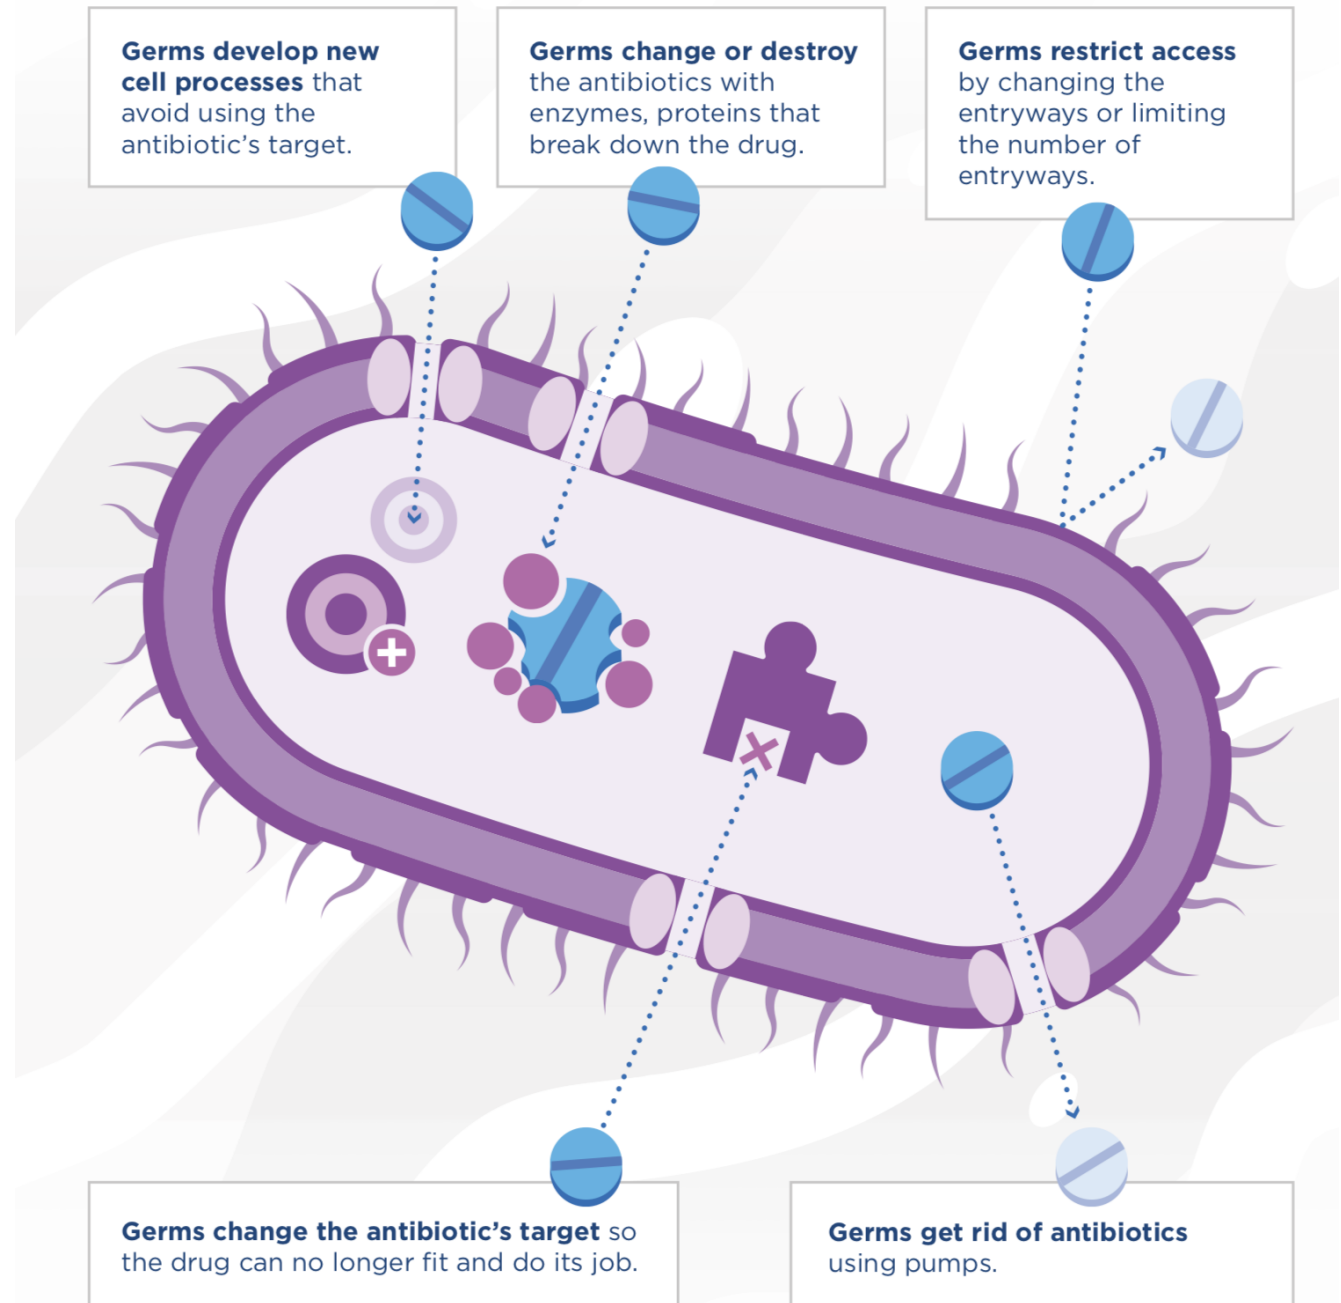 Germs develop new
cell processes that
avoid using the
antibiotic’s target.
Germs change or destroy
the antibiotics with
enzymes, proteins that
break down the drug.
Germs restrict access
by changing the
entryways or limiting
the number of
entryways.
Germs change the antibiotic’s target so
the drug can no longer fit and do its job.
Germs get rid of antibiotics
using pumps.